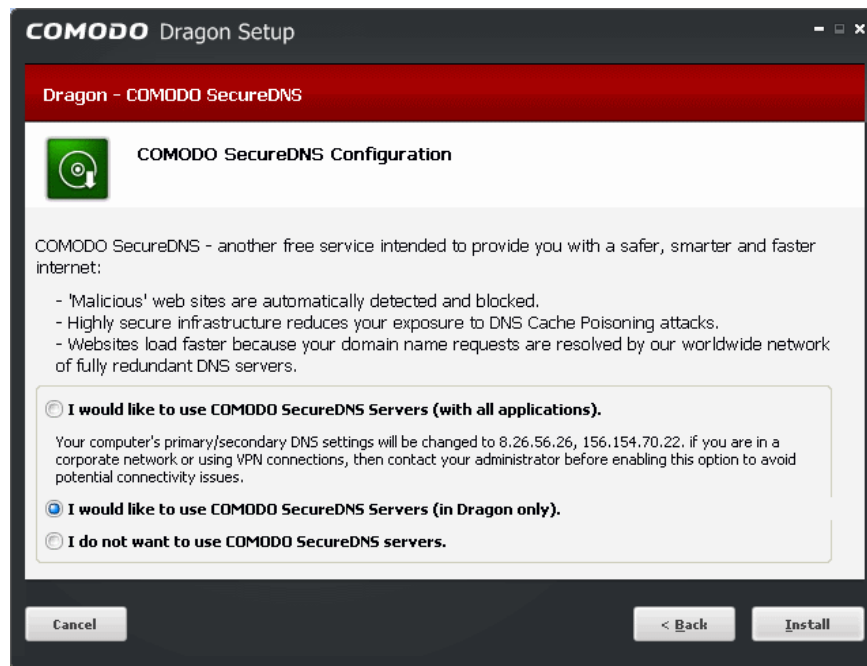 COMODO Dragon Setup
Dragon - COMODO SecureDNS
COMODO SecureDNS Configuration
COMODO SecureDNS - another free service intended to provide you with a safer, smarter and faster
internet:
- 'Malicious' web sites are automatically detected and blocked.
- Highly secure infrastructure reduces your exposure to DNS Cache Poisoning attacks.
- Websites load faster because your domain name requests are resolved by our worldwide network
of fully redundant DNS servers.
I would like to use COMODO SecureDNS Servers (with all applications).
Your computer's primary/secondary DNS settings will be changed to 8.26.56.26, 156.154.70.22. if you are in a
corporate network or using VPN connections, then contact your administrator before enabling this option to avoid
potential connectivity issues.
I would like to use COMODO SecureDNS Servers (in Dragon only).
I do not want to use COMODO SecureDNS servers.
Cancel
< Back
Install